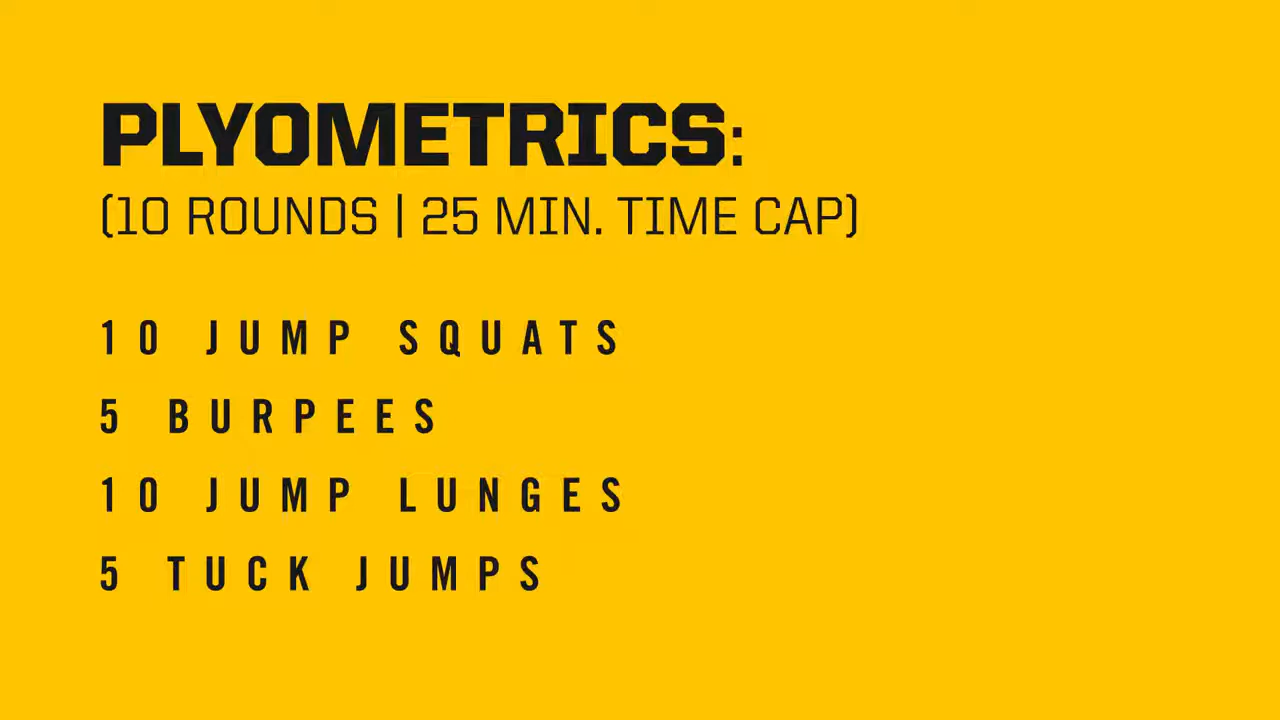 PLYOMETRICS:
(10 ROUNDS | 25 MIN. TIME CAP)
10 JUMP SQUATS
5 BURPEES
10 JUMP LUNGES
5 TUCK JUMPS